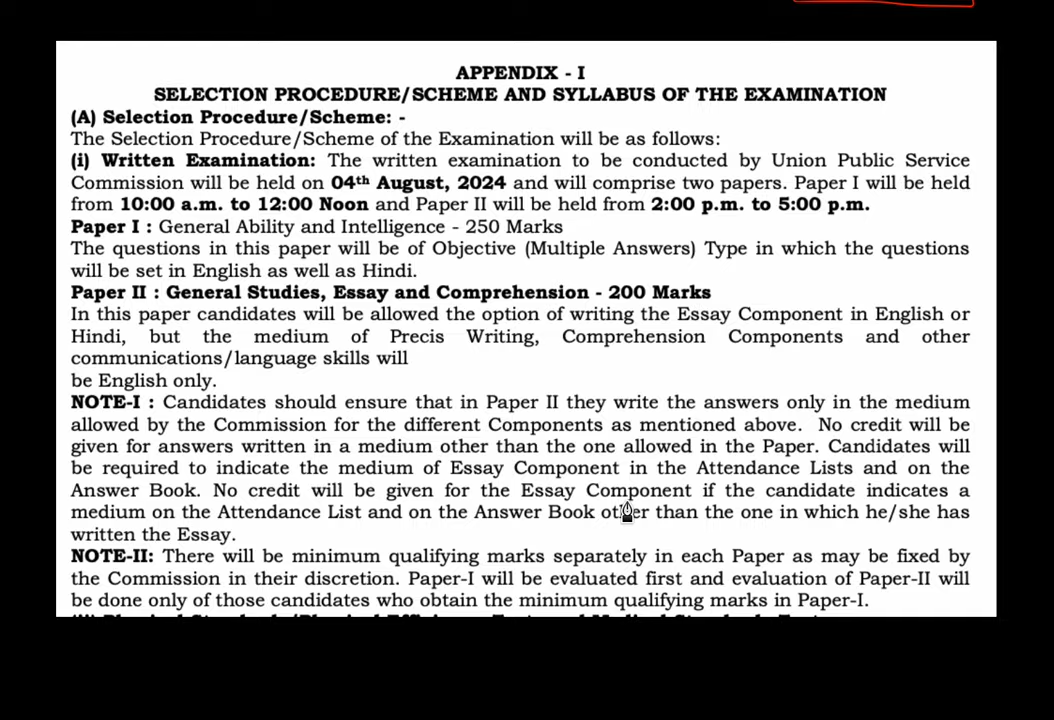 APPENDIX - I
SELECTION PROCEDURE/SCHEME AND SYLLABUS OF THE EXAMINATION
(A) Selection Procedure/Scheme: -
The Selection Procedure/Scheme of the Examination will be as follows:
(i) Written Examination: The written examination to be conducted by Union Public Service
Commission will be held on 04th August, 2024 and will comprise two papers. Paper I will be held
from 10:00 a.m. to 12:00 Noon and Paper II will be held from 2:00 p.m. to 5:00 p.m.
Paper I : General Ability and Intelligence - 250 Marks
The questions in this paper will be of Objective (Multiple Answers) Type in which the questions
will be set in English as well as Hindi.
Paper II : General Studies, Essay and Comprehension - 200 Marks
In this paper candidates will be allowed the option of writing the Essay Component in English or
Hindi, but the medium of Precis Writing, Comprehension Components and other
communications/language skills will
be English only.
NOTE-I : Candidates should ensure that in Paper II they write the answers only in the medium
allowed by the Commission for the different Components as mentioned above. No credit will be
given for answers written in a medium other than the one allowed in the Paper. Candidates will
be required to indicate the medium of Essay Component in the Attendance Lists and on the
Answer Book. No credit will be given for the Essay Component if the candidate indicates a
medium on the Attendance List and on the Answer Book other than the one in which he/she has
written the Essay.
NOTE-II: There will be minimum qualifying marks separately in each Paper as may be fixed by
the Commission in their discretion. Paper-I will be evaluated first and evaluation of Paper-II will
be done only of those candidates who obtain the minimum qualifying marks in Paper-I.